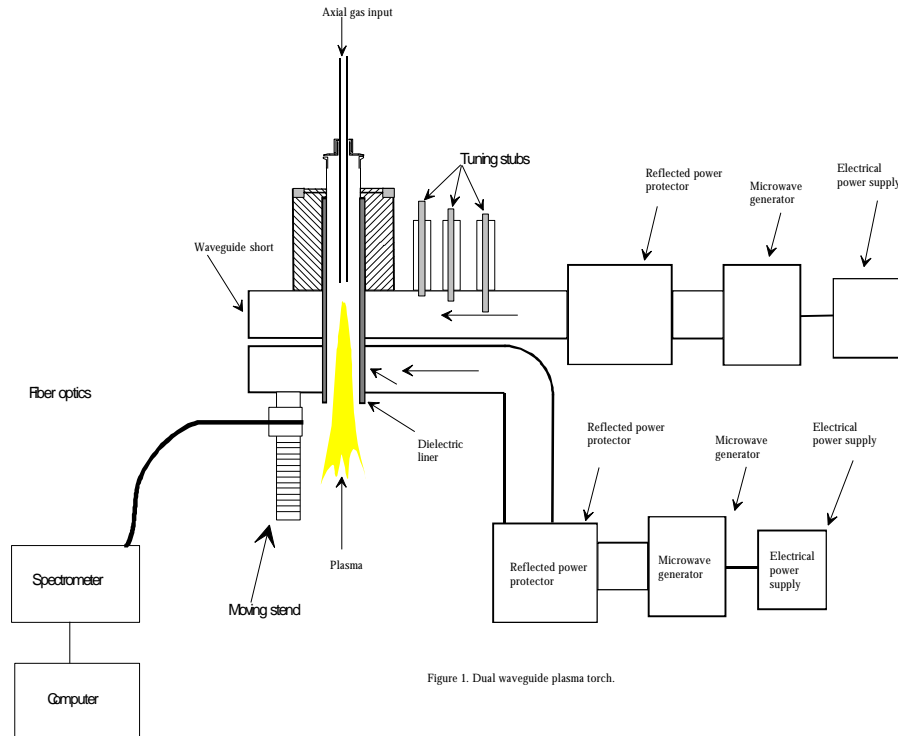 Axial gas input
Tuning stubs
Reflected power
protector
Microwave
generator
Electrical
power supply
Waveguide short
Fiber optics
Dielectric
liner
Reflected power
protector
Microwave
generator
Electrical
power supply
Plasma
Moving stend
Spectrometer
Reflected power
protector
Microwave
generator
Electrical
power
supply
Computer
Figure 1. Dual waveguide plasma torch.